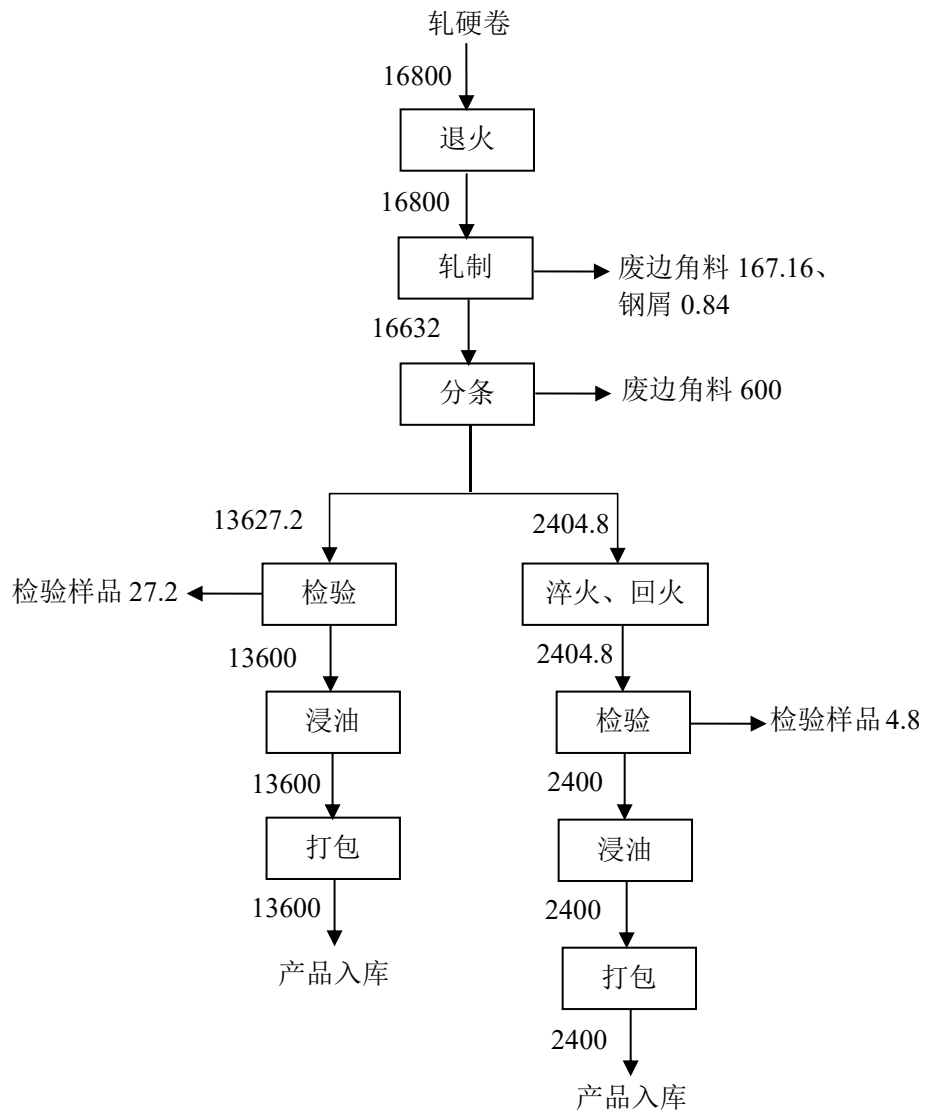 轧硬卷
16800
退火
16800
轧制
废边角料 167.16、
钢屑 0.84
16632
分条
废边角料 600
13627.2
2404.8
检验样品 27.2
检验
淬火、回火
13600
2404.8
浸油
检验
检验样品 4.8
13600
2400
打包
浸油
13600
2400
产品入库
打包
2400
产品入库